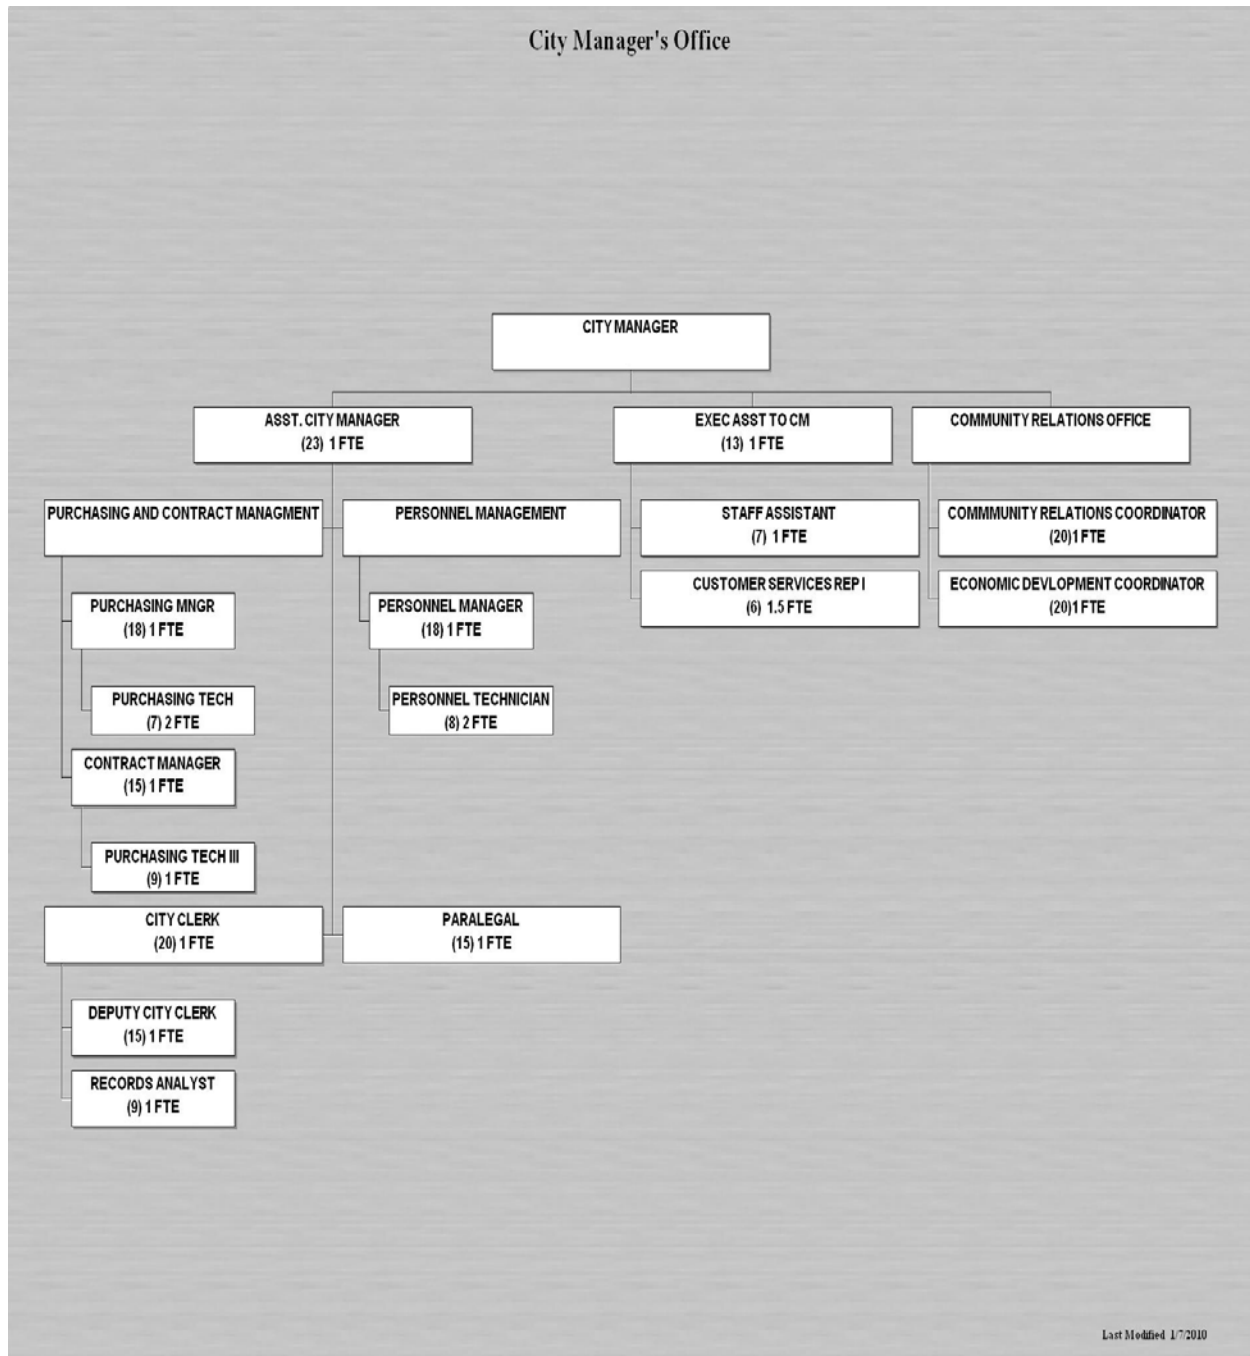 City Manager's Office
CITY MANAGER
ASST. CITY MANAGER
(23) 1 FTE
EXEC ASST TO CM
(13) 1 FTE
COMMUNITY RELATIONS OFFICE
PURCHASING AND CONTRACT MANAGMENT
PERSONNEL MANAGEMENT
STAFF ASSISTANT
(7) 1 FTE
COMMMUNITY RELATIONS COORDINATOR
(20)1 FTE
CUSTOMER SERVICES REP I
(6) 1.5 FTE
ECONOMIC DEVLOPMENT COORDINATOR
(20)1 FTE
PURCHASING MNGR
(18) 1 FTE
PERSONNEL MANAGER
(18) 1 FTE
PURCHASING TECH
(7) 2 FTE
PERSONNEL TECHNICIAN
(8) 2 FTE
CONTRACT MANAGER
(15) 1 FTE
PURCHASING TECH III
(9) 1 FTE
CITY CLERK
(20) 1 FTE
PARALEGAL
(15) 1 FTE
DEPUTY CITY CLERK
(15) 1 FTE
RECORDS ANALYST
(9) 1 FTE
Last Modified 1/7/2010